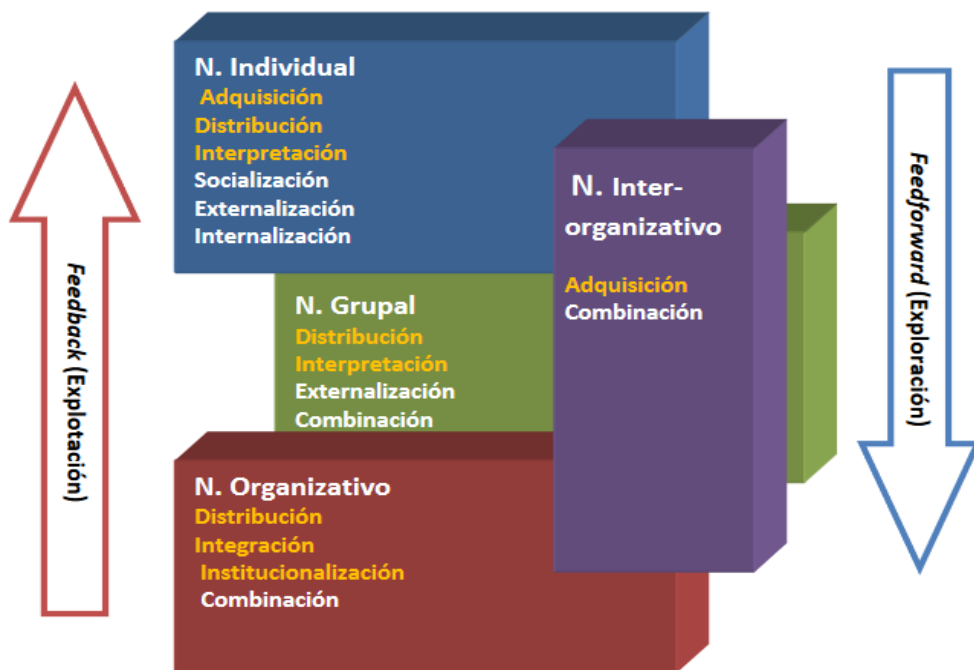 N. Individual
Adquisición
Distribución
Interpretación
Socialización
Externalización
Internalización
N. Inter-
organizativo
Adquisición
Combinación
N. Grupal
Distribución
Interpretación
Externalización
Combinación
N. Organizativo
Distribución
Integración
Institucionalización
Combinación
Feedback (Explotación)
Feedforward (Exploración)